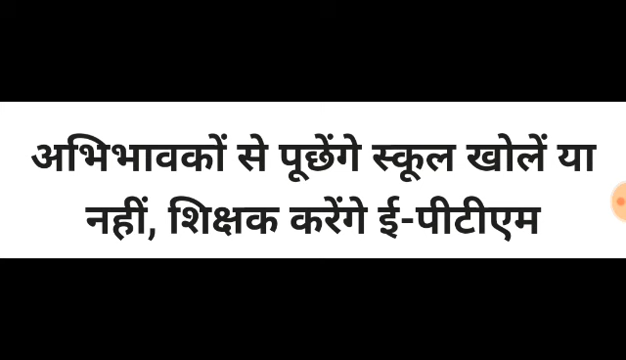 अभिभावकों से पूछेंगे स्कूल खोलें या
नहीं, शिक्षक करेंगे ई-पीटीएम